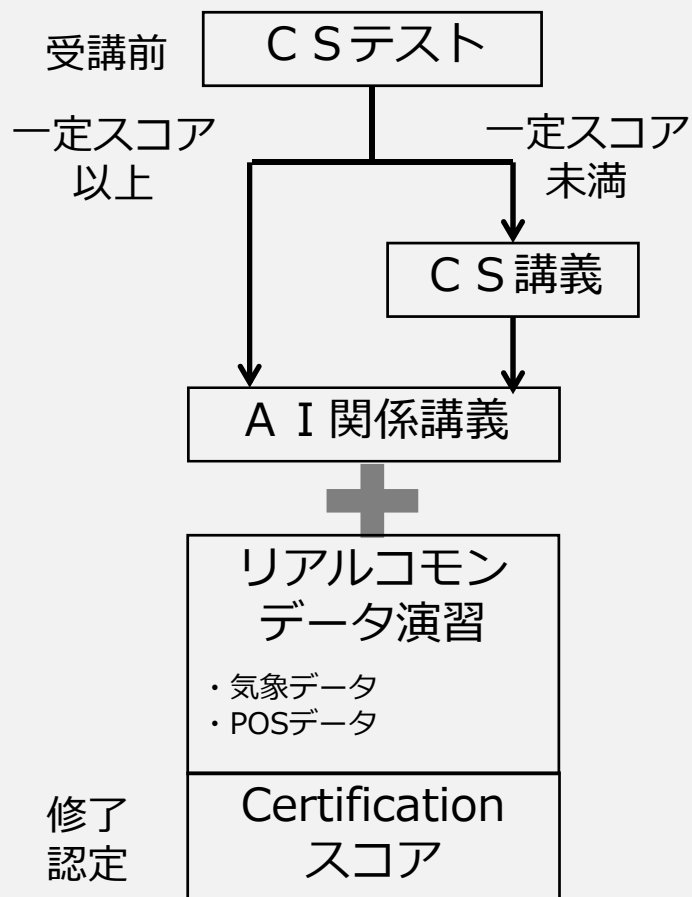 受講前
ＣＳテスト
一定スコア
以上
一定スコア
未満
ＣＳ講義
ＡＩ関係講義
リアルコモン
データ演習
・気象データ
・POSデータ
修了
認定
Certification
スコア